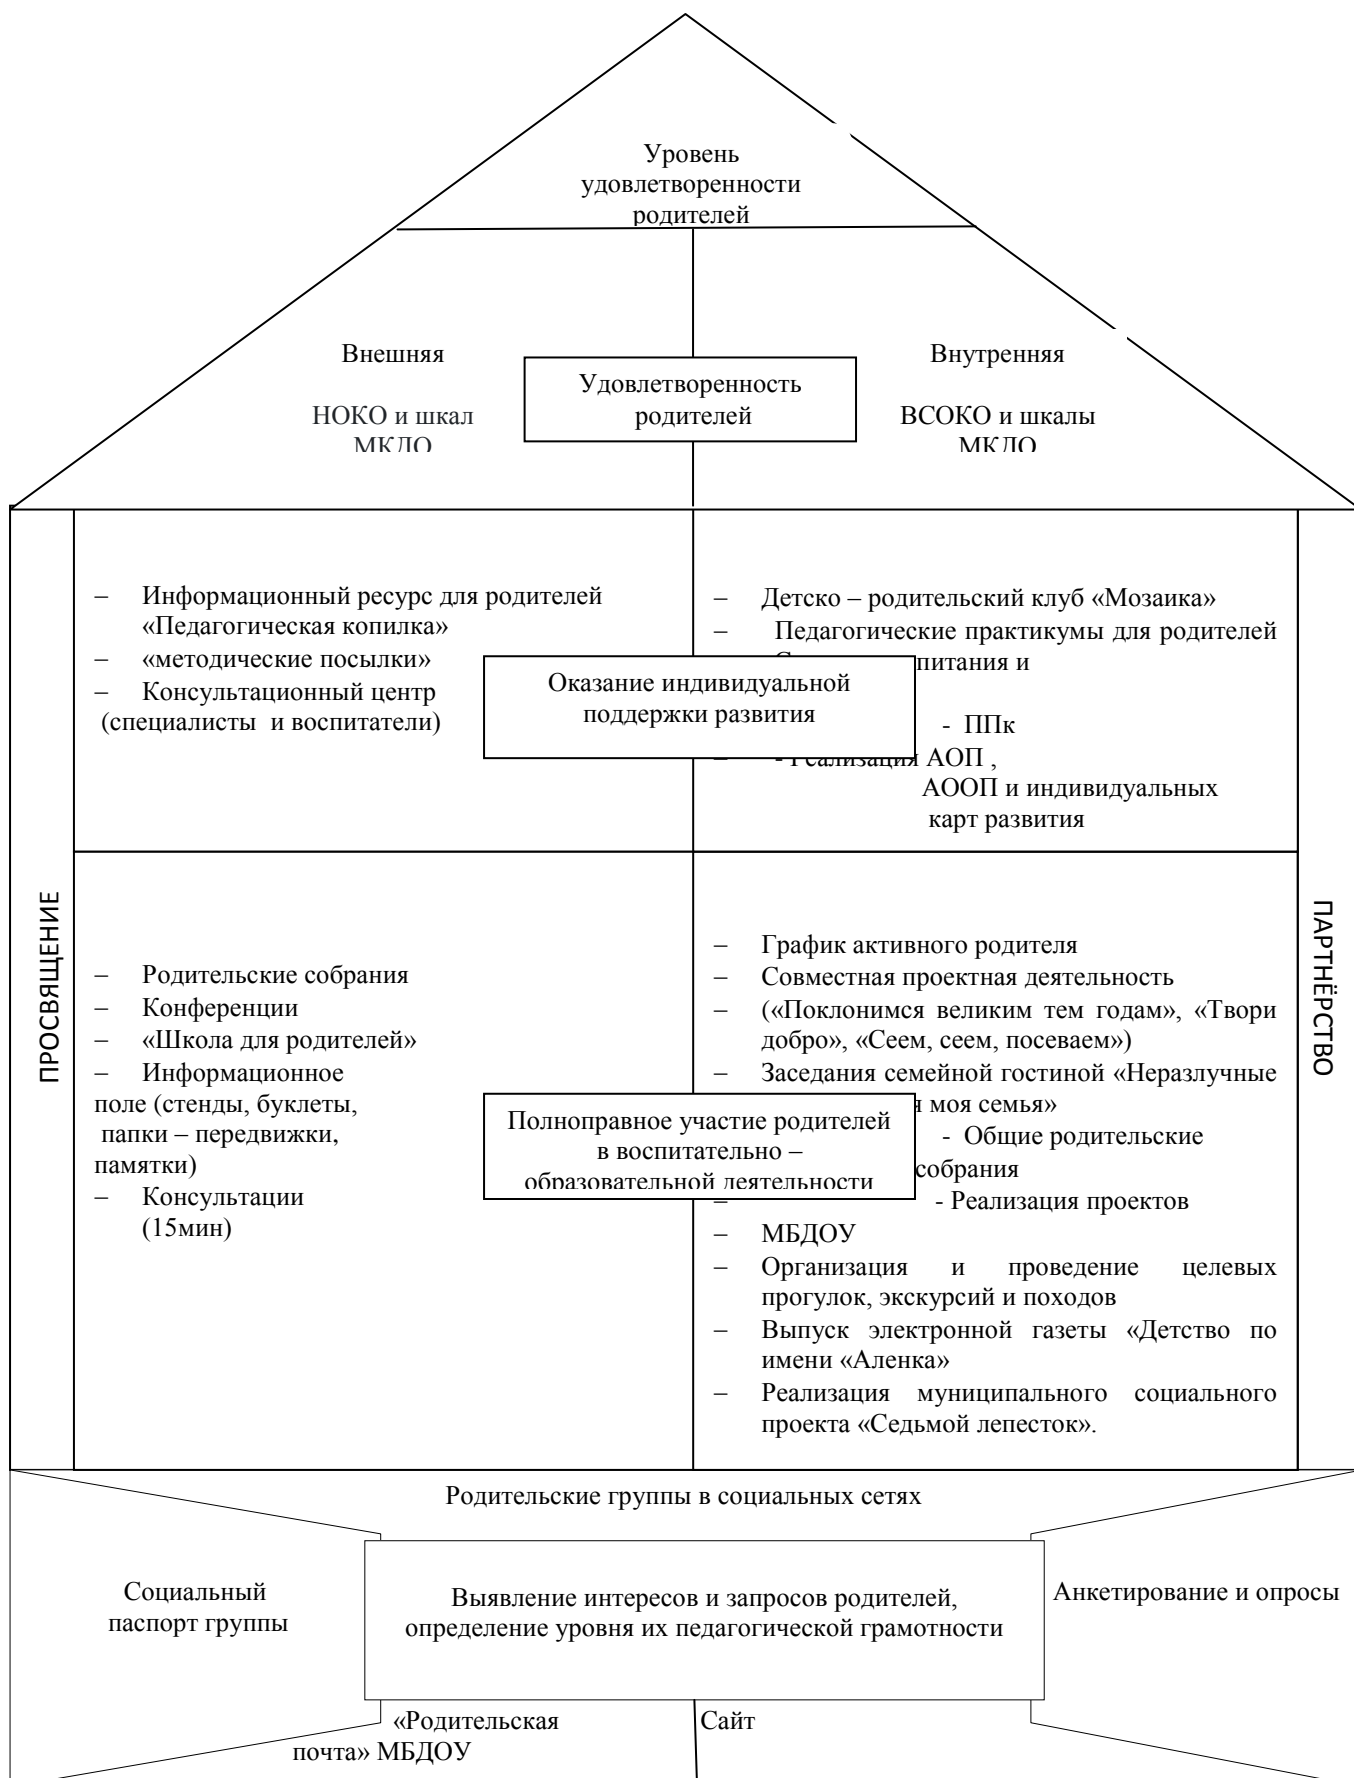 Уровень
удовлетворенности
родителей
Внешняя
НОКО и шкал
МКДО
Удовлетворенность
родителей
Внутренняя
ВСОКО и шкалы
МКДО
ПРОСВЯЩЕНИЕ
– Информационный ресурс для родителей
«Педагогическая копилка»
– «методические посылки»
– Консультационный центр
(специалисты и воспитатели)
Оказание индивидуальной
поддержки развития
– Детско – родительский клуб «Мозаика»
– Педагогические практикумы для родителей
питания и
- ППк
– - Реализация АОП ,
АООП и индивидуальных
карт развития
– Родительские собрания
– Конференции
– «Школа для родителей»
– Информационное
поле (стенды, буклеты,
папки – передвижки,
памятки)
– Консультации
(15мин)
Полноправное участие родителей
в воспитательно –
образовательной деятельности
– График активного родителя
– Совместная проектная деятельность
– («Поклонимся великим тем годам», «Твори
добро», «Сеем, сеем, посеваем»)
– Заседания семейной гостиной «Неразлучные
я моя семья»
- Общие родительские
собрания
– - Реализация проектов
– МБДОУ
– Организация и проведение целевых
прогулок, экскурсий и походов
– Выпуск электронной газеты «Детство по
имени «Аленка»
– Реализация муниципального социального
проекта «Седьмой лепесток».
ПАРТНЁРСТВО
Родительские группы в социальных сетях
Социальный
паспорт группы
Выявление интересов и запросов родителей,
определение уровня их педагогической грамотности
Анкетирование и опросы
«Родительская
почта» МБДОУ
Сайт